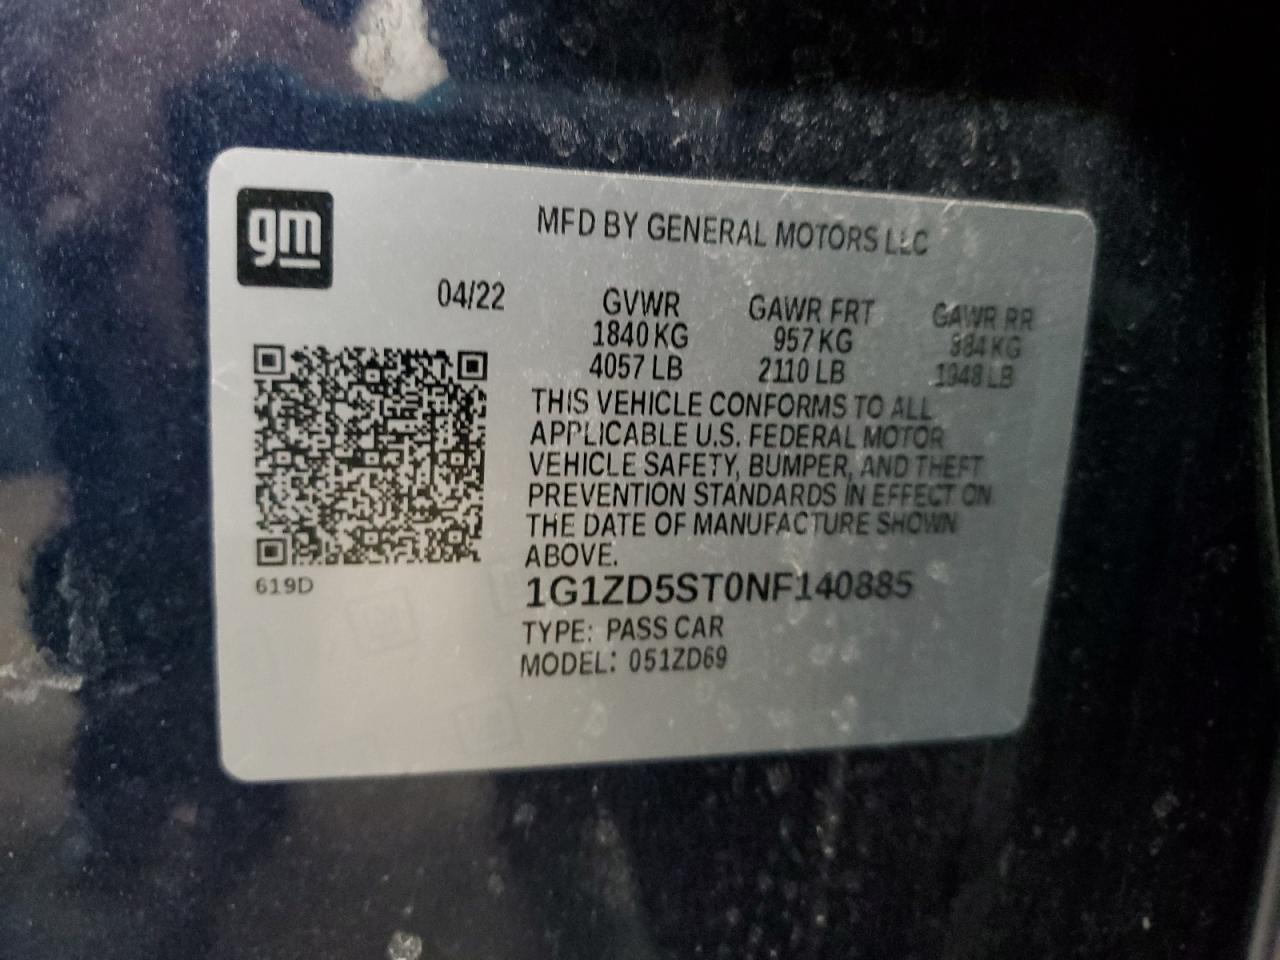 gm
MFD BY GENERAL MOTORS LLC
04/22 GVWR GAWR FRT GAWR RR
1840 KG 957 KG 884 KG
4057 LB 2110 LB 1948 LB
THIS VEHICLE CONFORMS TO ALL
APPLICABLE U.S. FEDERAL MOTOR
VEHICLE SAFETY, BUMPER, AND THEFT
PREVENTION STANDARDS IN EFFECT ON
THE DATE OF MANUFACTURE SHOWN
ABOVE.
619D
1G1ZD5ST0NF140885
TYPE: PASS CAR
MODEL: 051ZD69